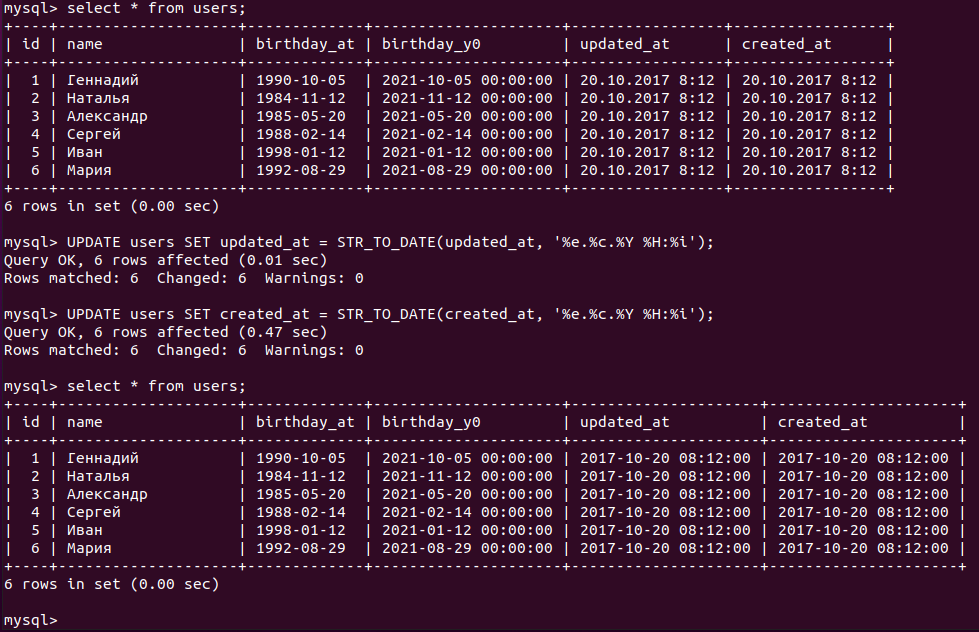 mysql> select * from users;
+----+--------------------+-------------+---------------------+-----------------+-----------------+
| id | name               | birthday_at | birthday_y0         | updated_at      | created_at      |
+----+--------------------+-------------+---------------------+-----------------+-----------------+
|  1 | Геннадий           | 1990-10-05  | 2021-10-05 00:00:00 | 20.10.2017 8:12 | 20.10.2017 8:12 |
|  2 | Наталья            | 1984-11-12  | 2021-11-12 00:00:00 | 20.10.2017 8:12 | 20.10.2017 8:12 |
|  3 | Александр          | 1985-05-20  | 2021-05-20 00:00:00 | 20.10.2017 8:12 | 20.10.2017 8:12 |
|  4 | Сергей             | 1988-02-14  | 2021-02-14 00:00:00 | 20.10.2017 8:12 | 20.10.2017 8:12 |
|  5 | Иван               | 1998-01-12  | 2021-01-12 00:00:00 | 20.10.2017 8:12 | 20.10.2017 8:12 |
|  6 | Мария              | 1992-08-29  | 2021-08-29 00:00:00 | 20.10.2017 8:12 | 20.10.2017 8:12 |
+----+--------------------+-------------+---------------------+-----------------+-----------------+
6 rows in set (0.00 sec)

mysql> UPDATE users SET updated_at = STR_TO_DATE(updated_at, '%e.%c.%Y %H:%i');
Query OK, 6 rows affected (0.01 sec)
Rows matched: 6  Changed: 6  Warnings: 0

mysql> UPDATE users SET created_at = STR_TO_DATE(created_at, '%e.%c.%Y %H:%i');
Query OK, 6 rows affected (0.47 sec)
Rows matched: 6  Changed: 6  Warnings: 0

mysql> select * from users;
+----+--------------------+-------------+---------------------+---------------------+---------------------+
| id | name               | birthday_at | birthday_y0         | updated_at          | created_at          |
+----+--------------------+-------------+---------------------+---------------------+---------------------+
|  1 | Геннадий           | 1990-10-05  | 2021-10-05 00:00:00 | 2017-10-20 08:12:00 | 2017-10-20 08:12:00 |
|  2 | Наталья            | 1984-11-12  | 2021-11-12 00:00:00 | 2017-10-20 08:12:00 | 2017-10-20 08:12:00 |
|  3 | Александр          | 1985-05-20  | 2021-05-20 00:00:00 | 2017-10-20 08:12:00 | 2017-10-20 08:12:00 |
|  4 | Сергей             | 1988-02-14  | 2021-02-14 00:00:00 | 2017-10-20 08:12:00 | 2017-10-20 08:12:00 |
|  5 | Иван               | 1998-01-12  | 2021-01-12 00:00:00 | 2017-10-20 08:12:00 | 2017-10-20 08:12:00 |
|  6 | Мария              | 1992-08-29  | 2021-08-29 00:00:00 | 2017-10-20 08:12:00 | 2017-10-20 08:12:00 |
+----+--------------------+-------------+---------------------+---------------------+---------------------+
6 rows in set (0.00 sec)

mysql>